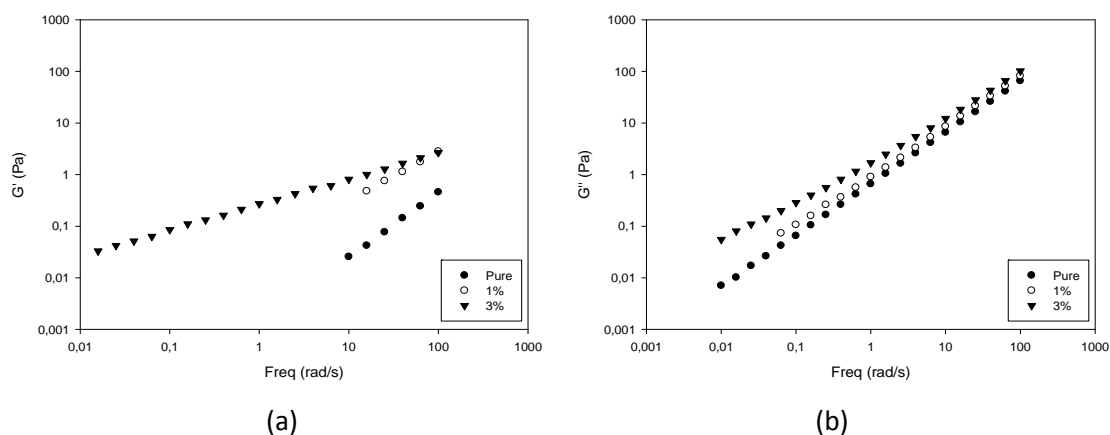 1000
100
10
1
0,1
0,01
0,001
G' (Pa)
0,01 0,1 1 10 100 1000
Freq (rad/s)
Pure
1%
3%
(a)
1000
100
10
1
0,1
0,01
0,001
G'' (Pa)
0,001 0,01 0,1 1 10 100 1000
Freq (rad/s)
Pure
1%
3%
(b)